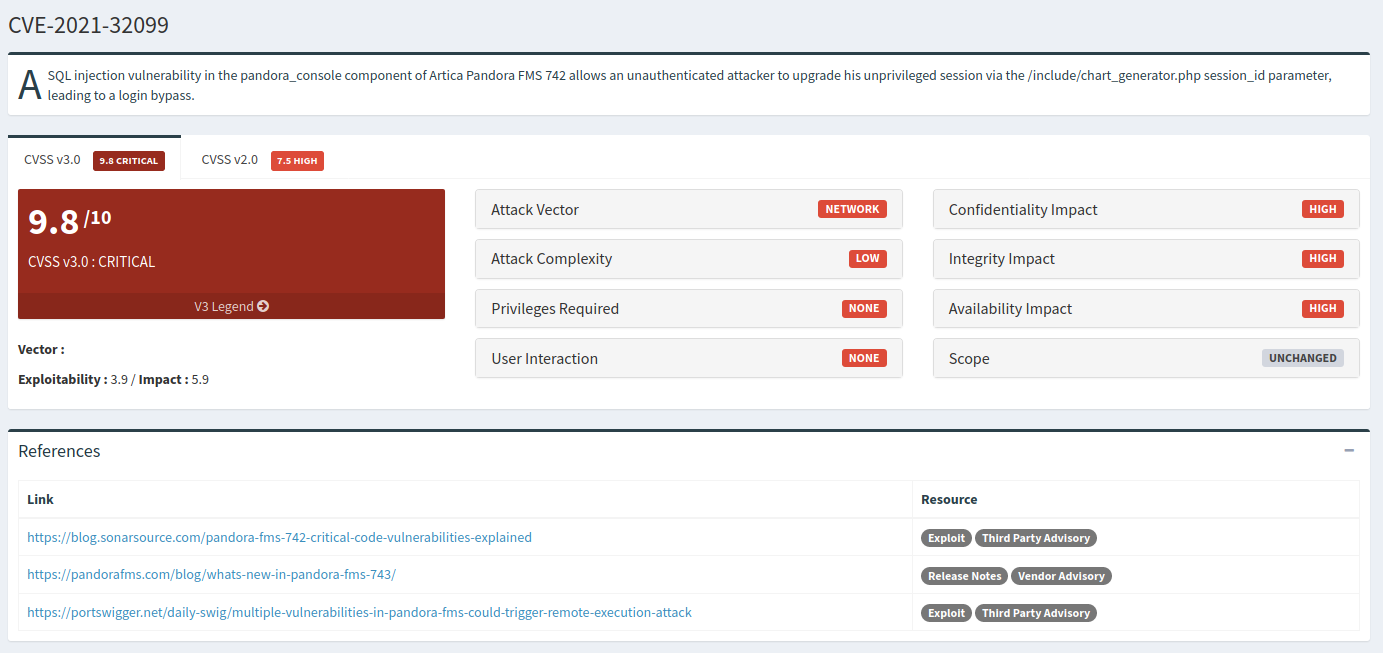 CVE-2021-32099
A SQL injection vulnerability in the pandora_console component of Artica Pandora FMS 742 allows an unauthenticated attacker to upgrade his unprivileged session via the /include/chart_generator.php session_id parameter,
leading to a login bypass.
CVSS v3.0 9.8 CRITICAL CVSS v2.0 7.5 HIGH
9.8 /10
CVSS v3.0 : CRITICAL
V3 Legend
Vector :
Exploitability : 3.9 / Impact : 5.9
Attack Vector NETWORK
Attack Complexity LOW
Privileges Required NONE
User Interaction NONE
Confidentiality Impact HIGH
Integrity Impact HIGH
Availability Impact HIGH
Scope UNCHANGED
References
Link Resource
https://blog.sonarsource.com/pandora-fms-742-critical-code-vulnerabilities-explained Exploit Third Party Advisory
https://pandorafms.com/blog/whats-new-in-pandora-fms-743/ Release Notes Vendor Advisory
https://portswigger.net/daily-swig/multiple-vulnerabilities-in-pandora-fms-could-trigger-remote-execution-attack Exploit Third Party Advisory